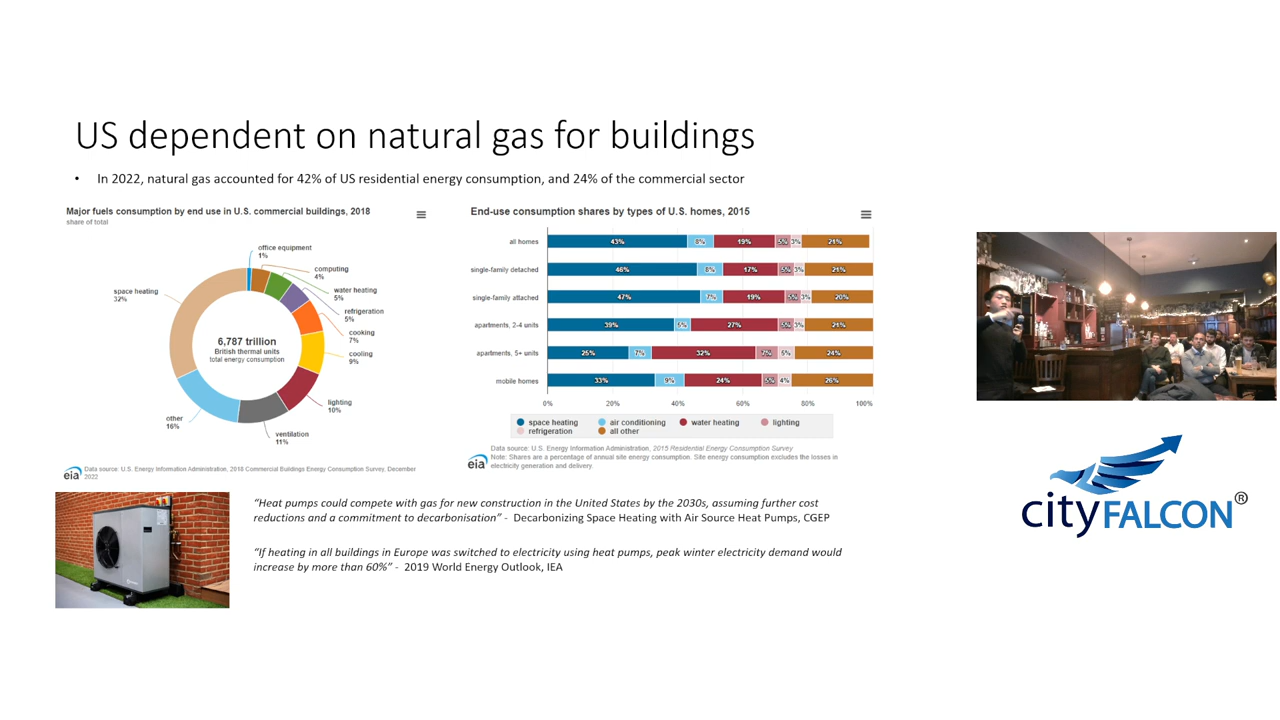 US dependent on natural gas for buildings
• In 2022, natural gas accounted for 42% of US residential energy consumption, and 24% of the commercial sector
Major fuels consumption by end use in U.S. commercial buildings, 2018
share of total
office equipment
1%
computing
4%
water heating
5%
refrigeration
5%
cooking
7%
cooling
9%
lighting
10%
ventilation
11%
other
16%
space heating
32%
6,787 trillion
British thermal units
total energy consumption
eia
Data source: U.S. Energy Information Administration, 2018 Commercial Buildings Energy Consumption Survey, December
2022
End-use consumption shares by types of U.S. homes, 2015
all homes 43% 8% 19% 5% 3% 21%
single-family detached 46% 8% 17% 5% 3% 21%
single-family attached 47% 7% 19% 5% 3% 20%
apartments, 2-4 units 39% 5% 27% 5% 3% 21%
apartments, 5+ units 25% 7% 32% 7% 5% 24%
mobile homes 33% 9% 24% 5% 4% 26%
0% 20% 40% 60% 80% 100%
space heating air conditioning water heating lighting
refrigeration all other
eia
Data source: U.S. Energy Information Administration, 2015 Residential Energy Consumption Survey
Note: Shares are a percentage of annual site energy consumption. Site energy consumption excludes the losses in
electricity generation and delivery.
“Heat pumps could compete with gas for new construction in the United States by the 2030s, assuming further cost
reductions and a commitment to decarbonisation” - Decarbonizing Space Heating with Air Source Heat Pumps, CGEP
“If heating in all buildings in Europe was switched to electricity using heat pumps, peak winter electricity demand would
increase by more than 60%” - 2019 World Energy Outlook, IEA
cityFALCON®